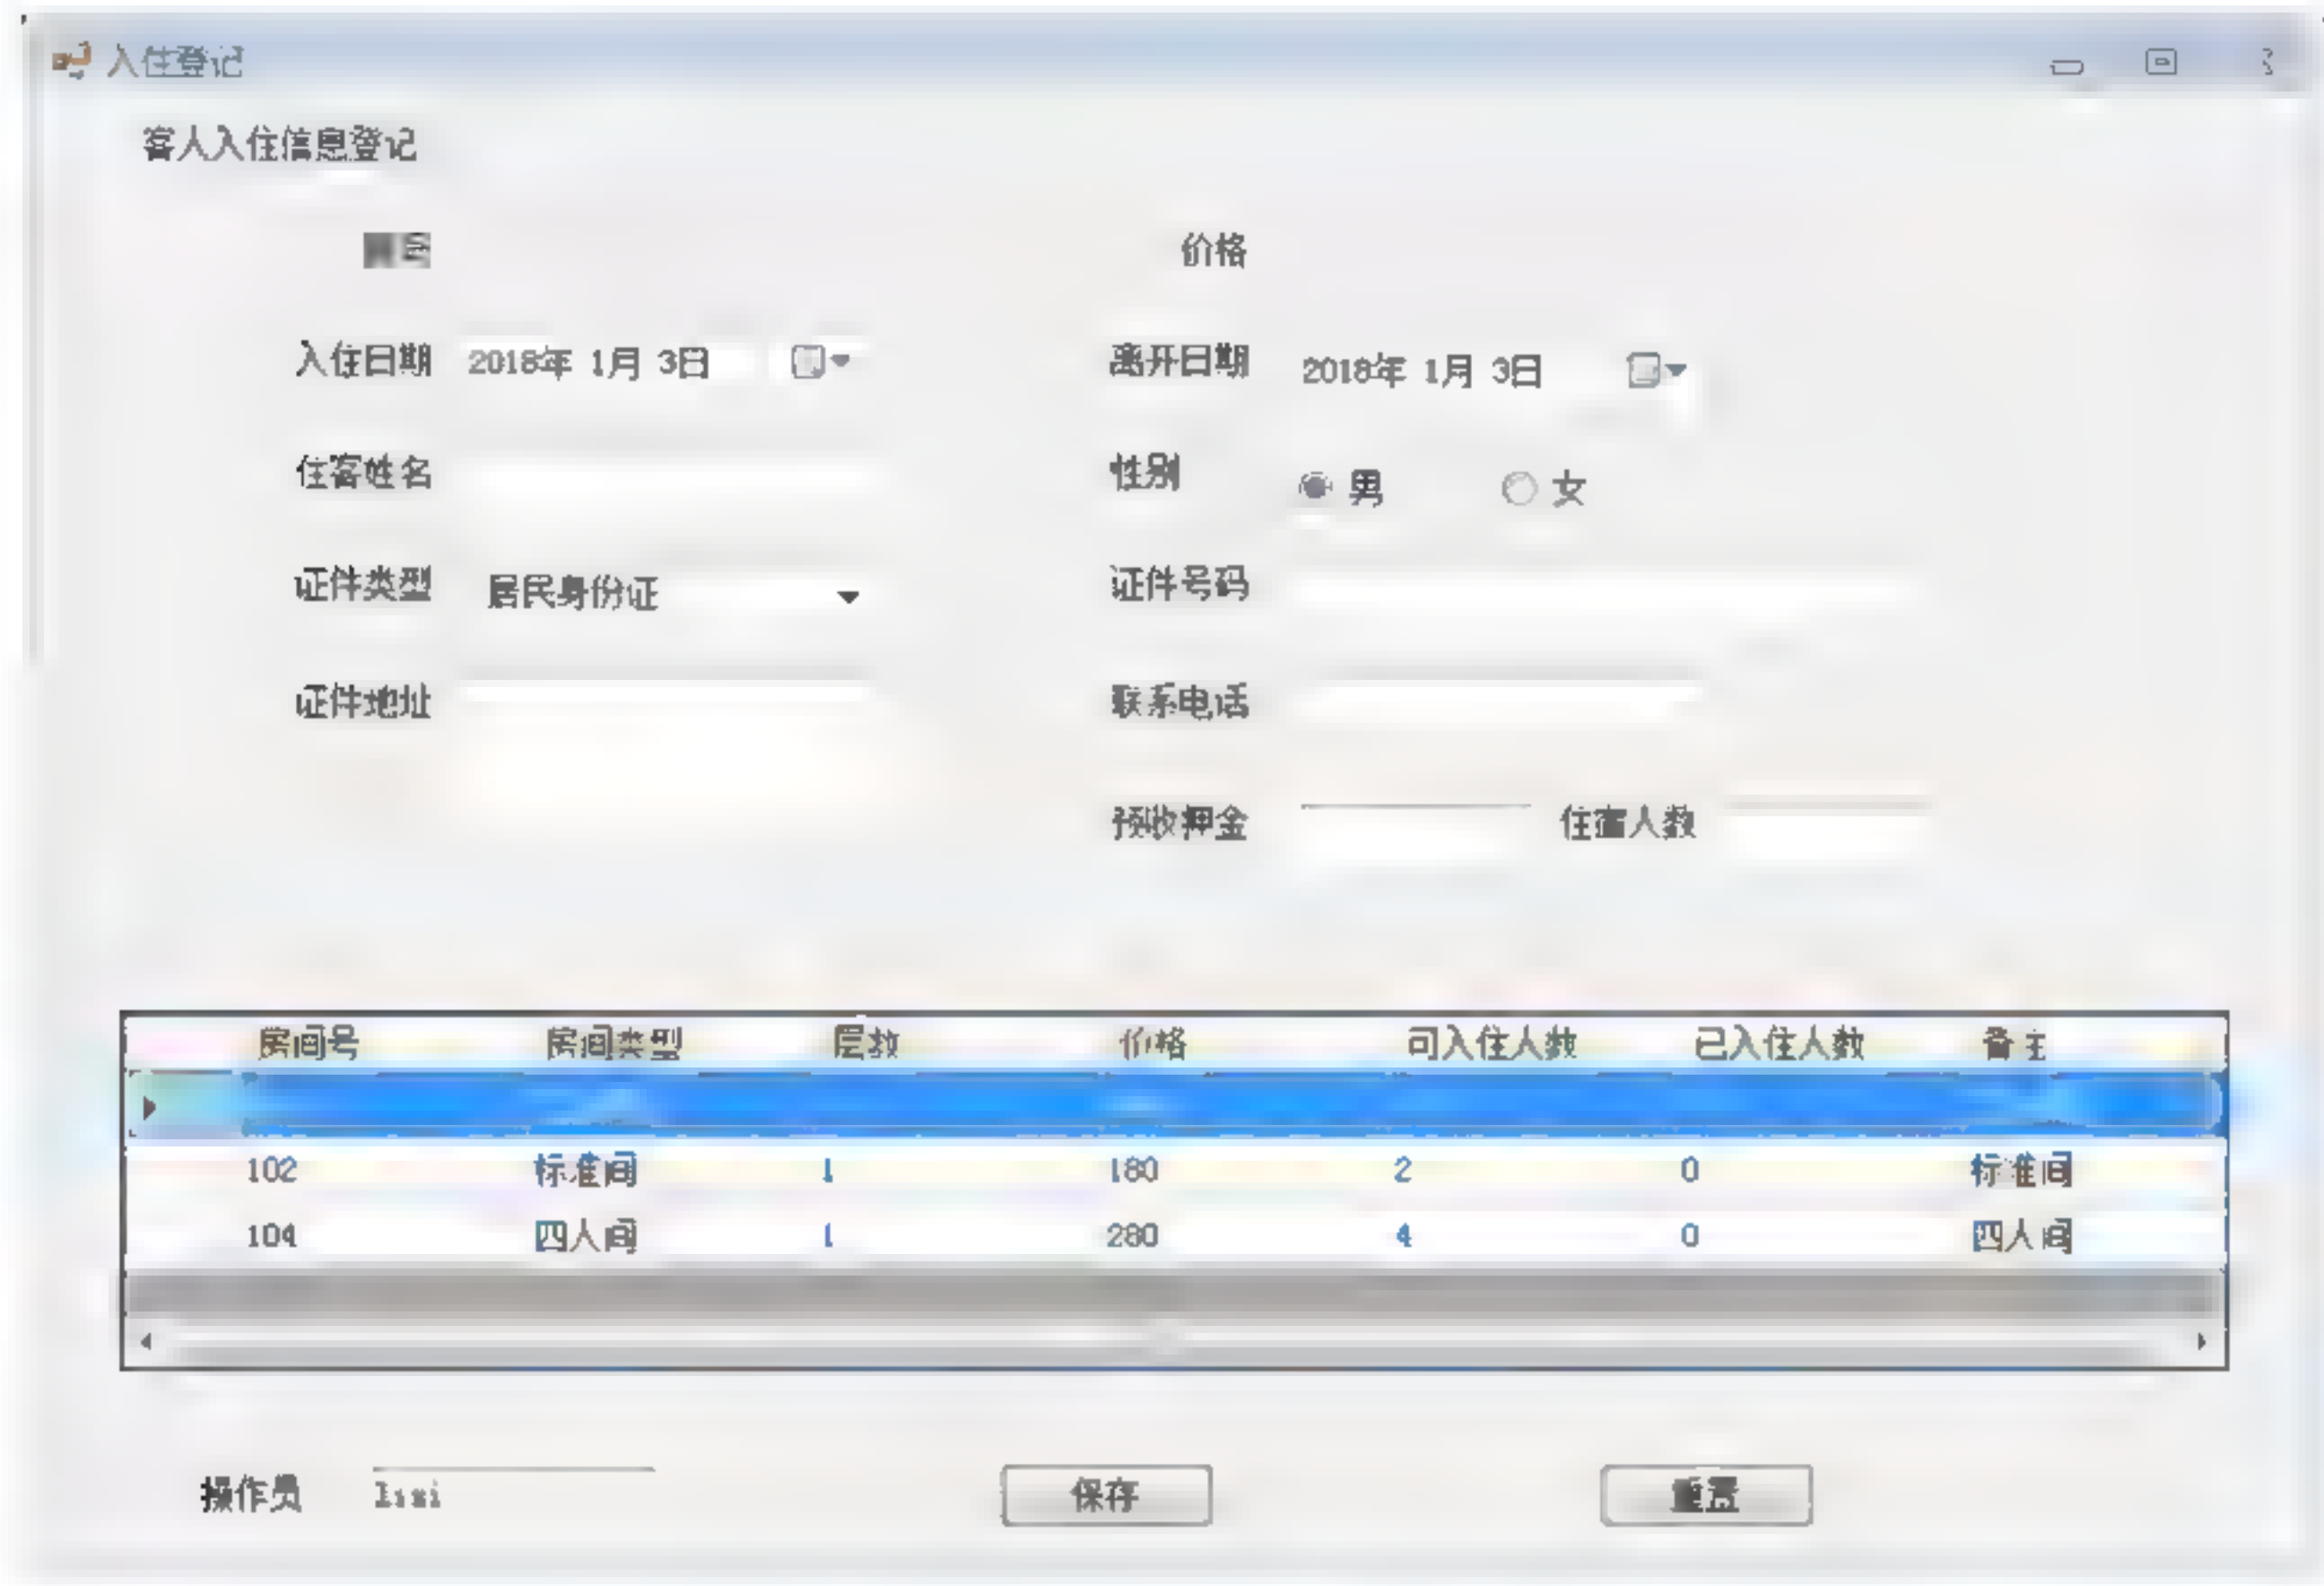 入住登记
客人入住信息登记
价格
入住日期 2018年 1月 3日 离开日期 2018年 1月 3日
住客姓名 性别 男 女
证件类型 居民身份证 证件号码
证件地址 联系电话
预收押金 住宿人数
房间号 房间类型 层数 价格 可入住人数 已入住人数 备注
102 标准间 1 180 2 0 标准间
104 四人间 1 280 4 0 四人间
操作员 保存 重置